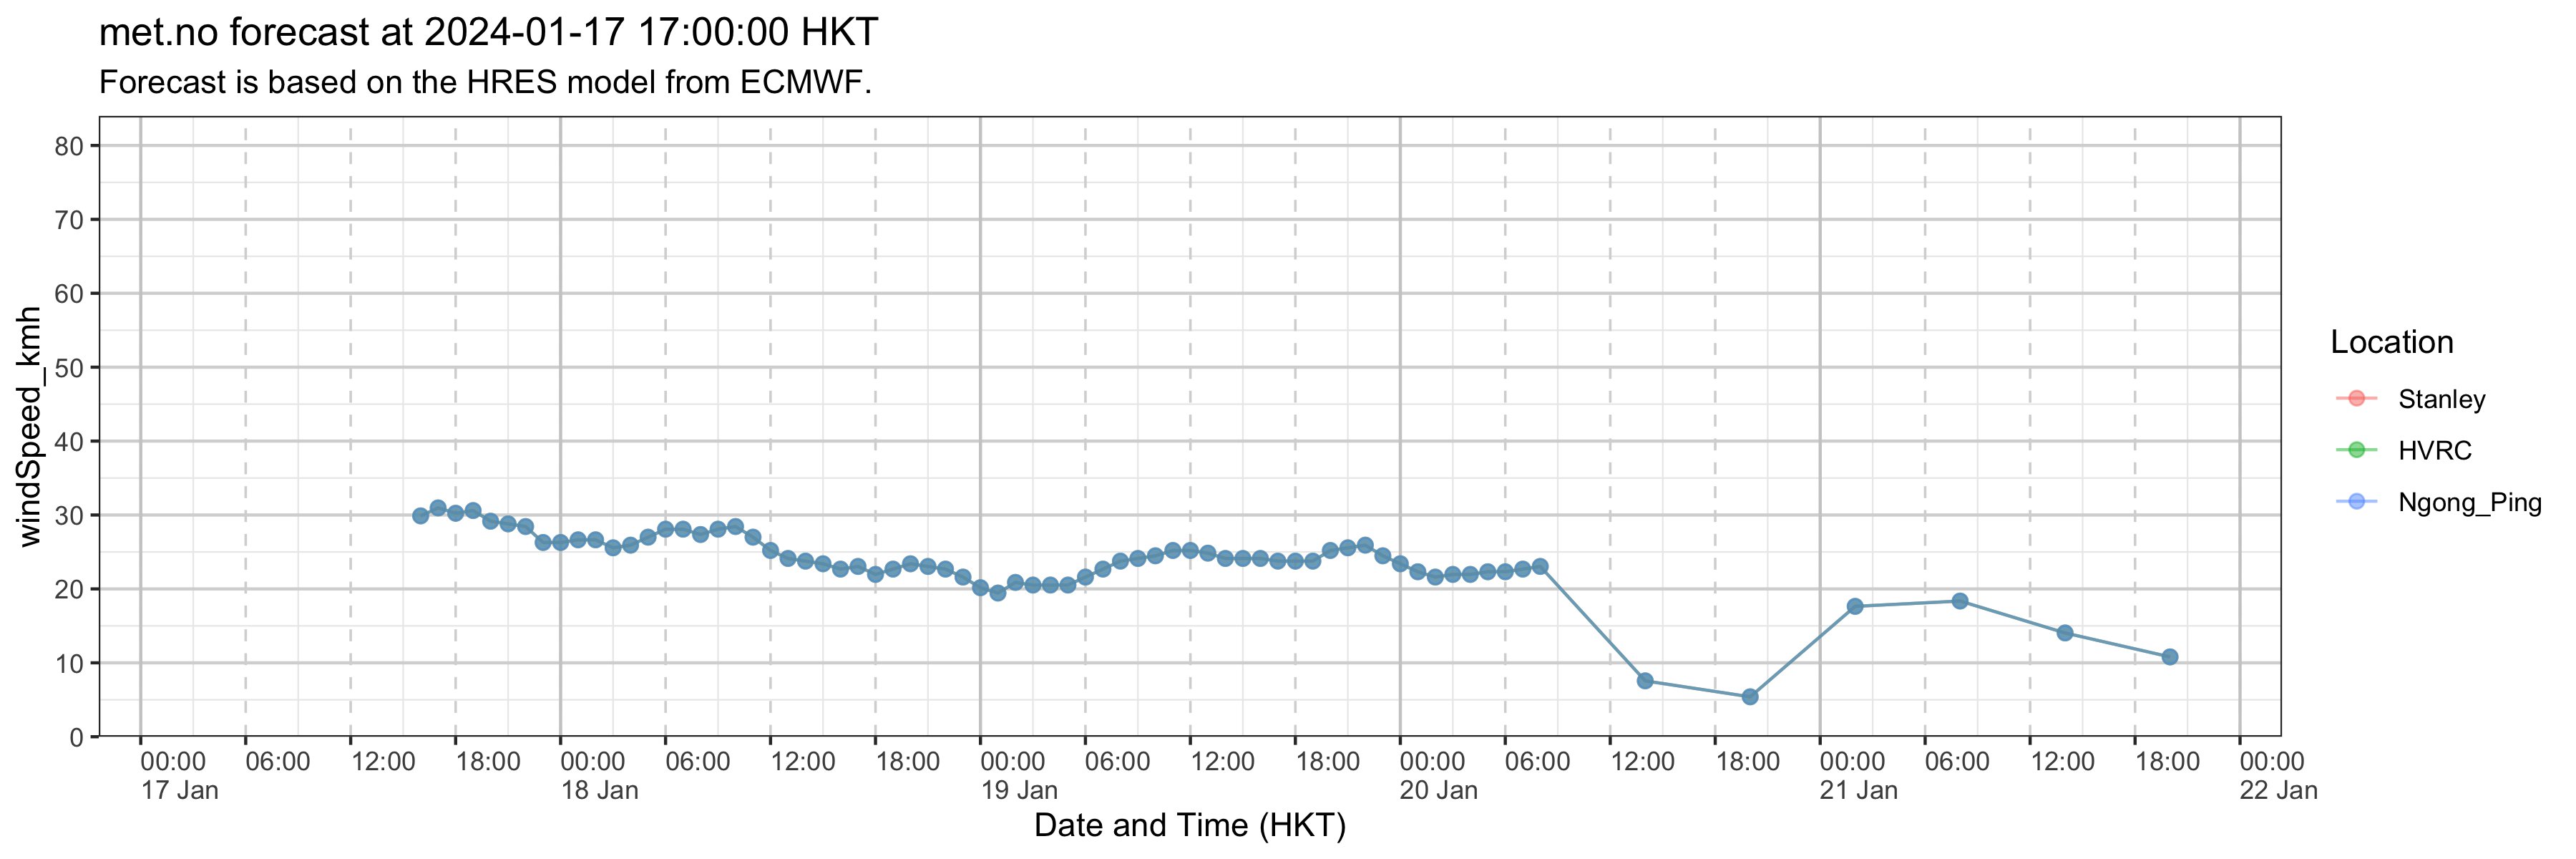 met.no forecast at 2024-01-17 17:00:00 HKT
Forecast is based on the HRES model from ECMWF.
windSpeed_kmh
80
70
60
50
40
30
20
10
0
00:00 06:00 12:00 18:00 00:00 06:00 12:00 18:00 00:00 06:00 12:00 18:00 00:00 06:00 12:00 18:00 00:00 06:00 12:00 18:00 00:00
17 Jan 18 Jan 19 Jan 20 Jan 21 Jan 22 Jan
Date and Time (HKT)
Location
Stanley
HVRC
Ngong_Ping